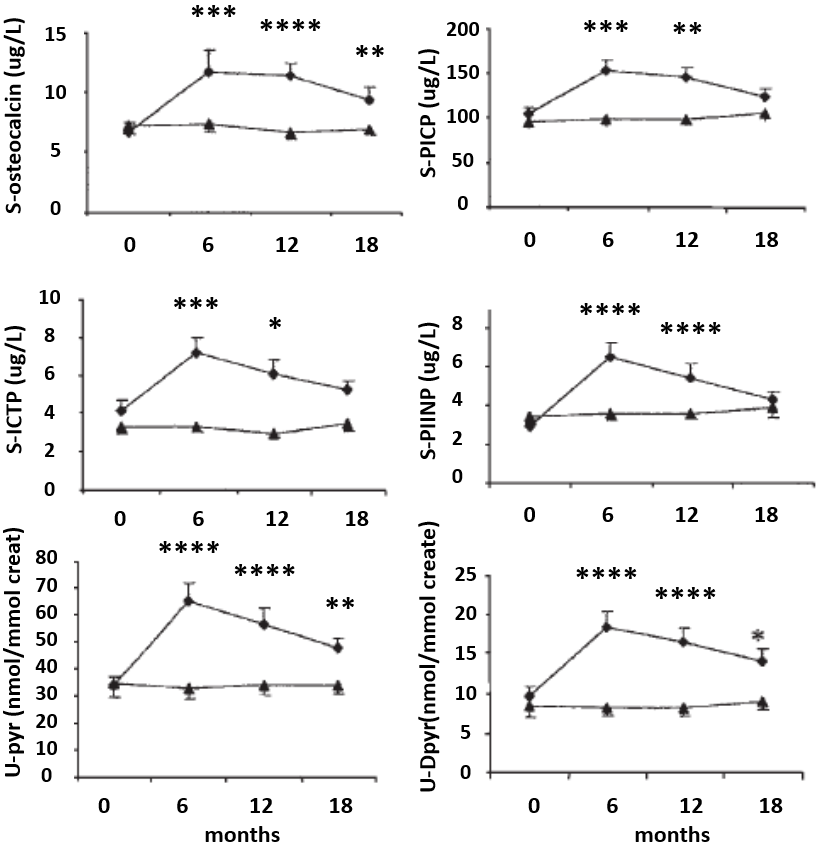 *** **** **
S-osteocalcin (ug/L)
15
10
5
0
0 6 12 18
*** **
S-PICP (ug/L)
200
150
100
50
0
0 6 12 18
*** *
S-ICTP (ug/L)
10
8
6
4
2
0
0 6 12 18
**** ****
S-PIINP (ug/L)
8
6
4
2
0
0 6 12 18
**** **** **
U-pyr (nmol/mmol creat)
80
70
60
50
40
30
20
10
0
0 6 12 18
months
**** **** *
U-Dpyr(nmol/mmol create)
25
20
15
10
5
0
0 6 12 18
months